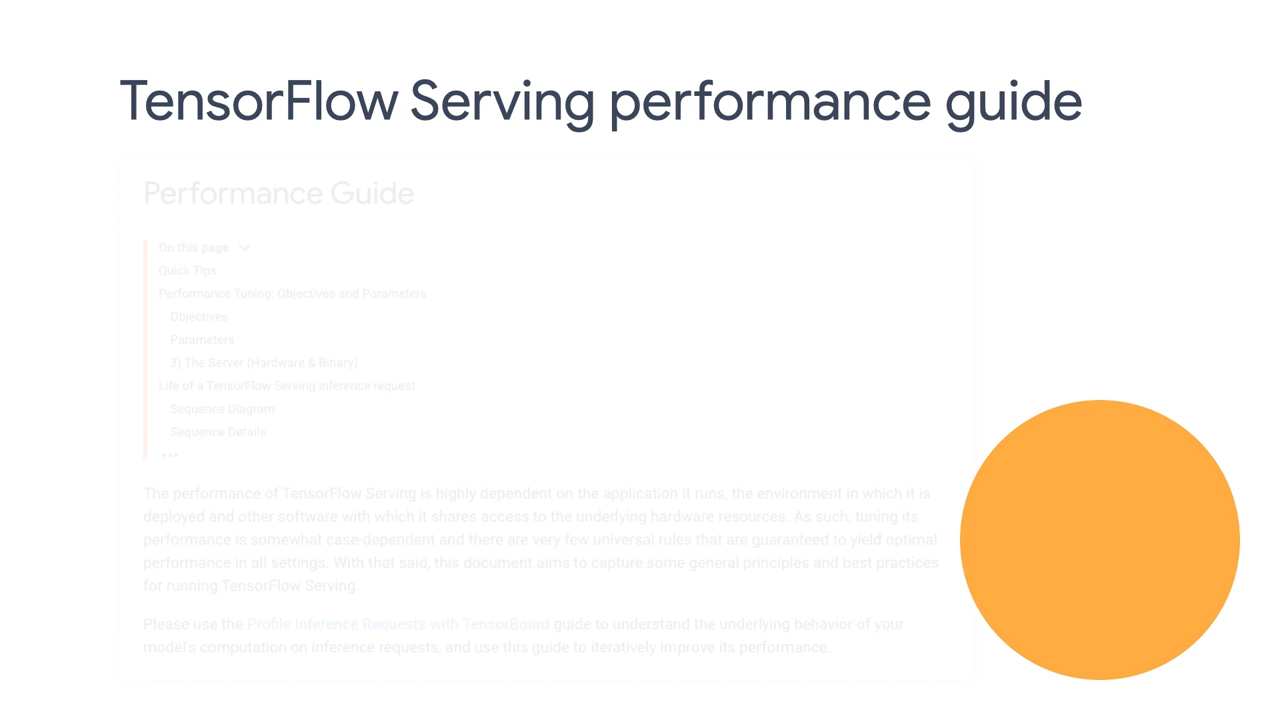 TensorFlow Serving performance guide
Performance Guide
On this page
Quick Tips
Performance Tuning: Objectives and Parameters
Objectives
Parameters
3) The Server (Hardware & Binary)
Life of a TensorFlow Serving inference request
Sequence Diagram
Sequence Details
•••
The performance of TensorFlow Serving is highly dependent on the application it runs, the environment in which it is
deployed and other software with which it shares access to the underlying hardware resources. As such, tuning its
performance is somewhat case-dependent and there are very few universal rules that are guaranteed to yield optimal
performance in all settings. With that said, this document aims to capture some general principles and best practices
for running TensorFlow Serving.
Please use the Profile Inference Requests with TensorBoard guide to understand the underlying behavior of your
model's computation on inference requests, and use this guide to iteratively improve its performance.